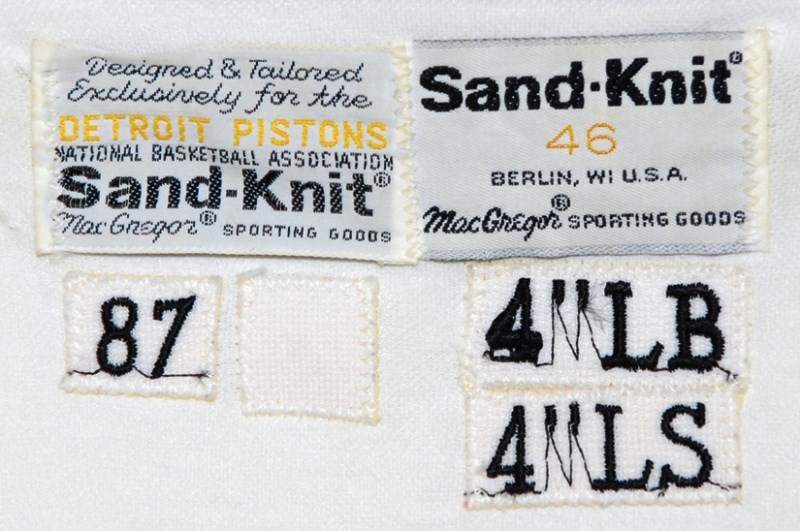 Designed & Tailored
Exclusively for the
DETROIT PISTONS
NATIONAL BASKETBALL ASSOCIATION
Sand-Knit®
MacGregor® SPORTING GOODS
Sand-Knit®
46
BERLIN, WI U.S.A.
MacGregor® SPORTING GOODS
87
4"LB
4"LS